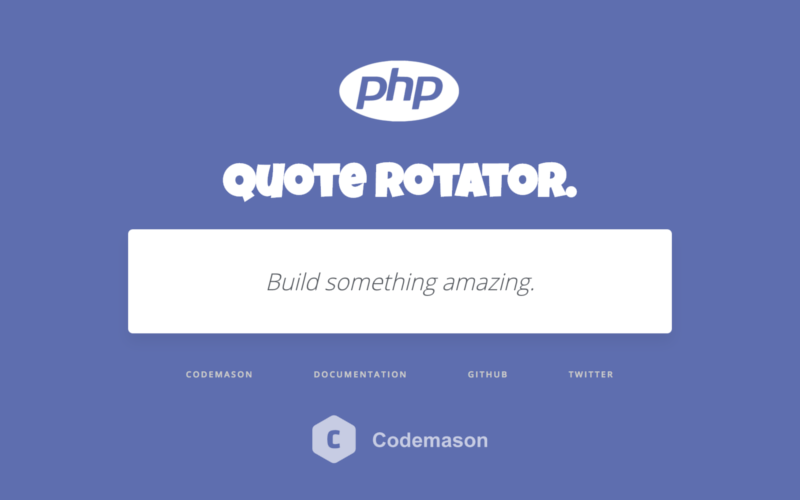 php
QUOTE ROTATOR.
Build something amazing.
CODEMASON DOCUMENTATION GITHUB TWITTER
C Codemason